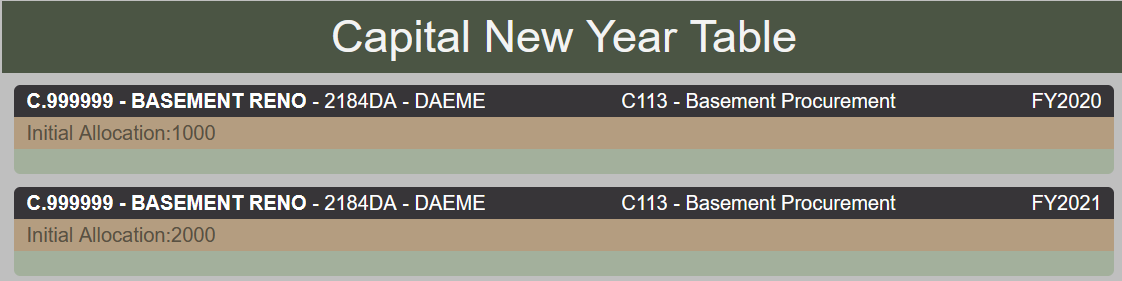 Capital New Year Table
C.999999 - BASEMENT RENO - 2184DA - DAEME C113 - Basement Procurement FY2020
Initial Allocation:1000
C.999999 - BASEMENT RENO - 2184DA - DAEME C113 - Basement Procurement FY2021
Initial Allocation:2000